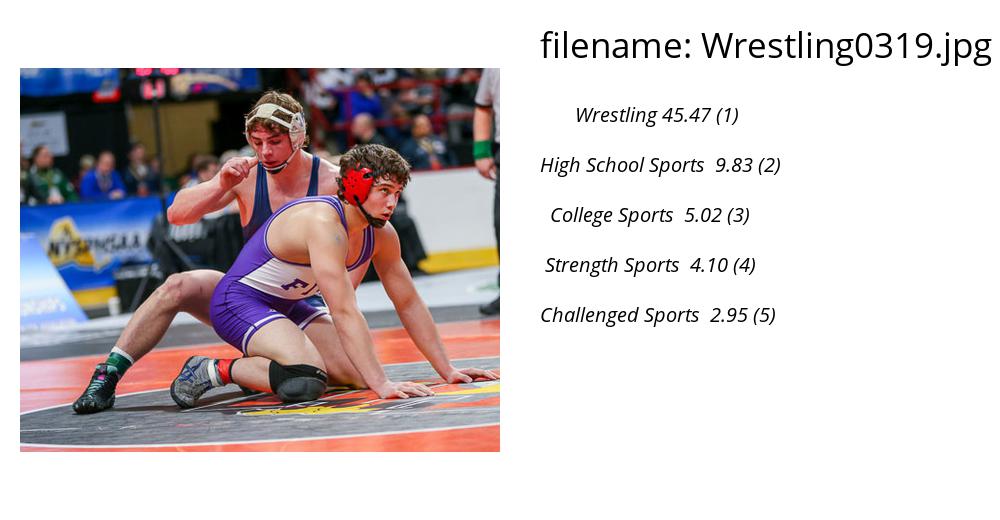 filename: Wrestling0319.jpg
Wrestling 45.47 (1)
High School Sports 9.83 (2)
College Sports 5.02 (3)
Strength Sports 4.10 (4)
Challenged Sports 2.95 (5)
NYSPHSAA